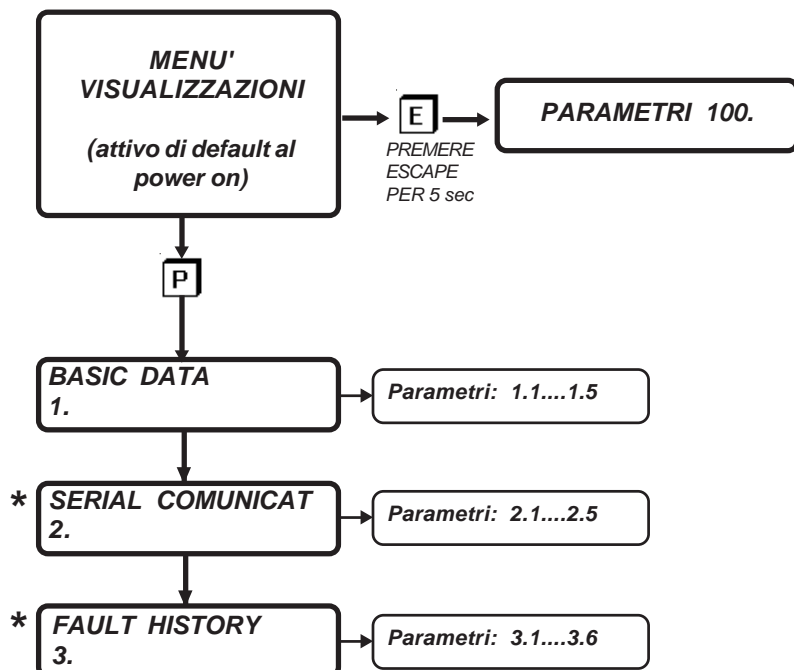 MENU'
VISUALIZZAZIONI
(attivo di default al
power on)
E
PREMERE
ESCAPE
PER 5 sec
PARAMETRI 100.
P
BASIC DATA
1.
Parametri: 1.1....1.5
* SERIAL COMUNICAT
2.
Parametri: 2.1....2.5
* FAULT HISTORY
3.
Parametri: 3.1....3.6